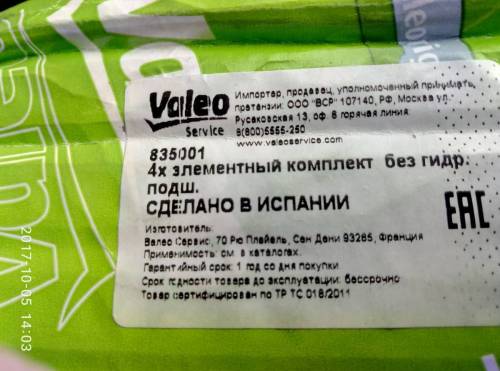 Valeo
Service
Импортер, продавец, уполномоченный принимать
претензии: ООО "ВСР" 107140, РФ, Москва ул.
Русаковская 13, оф. 6 горячая линия:
8(800)5555-250
www.valeoservice.com
835001
4х элементный комплект без гидр.
подш.
СДЕЛАНО В ИСПАНИИ
EAC
Изготовитель:
Валео Сервис, 70 Рю Плайель, Сен Дени 93285, Франция
Применимость: см. в каталогах.
Гарантийный срок: 1 год со дня покупки
Срок годности товара до эксплуатации: бессрочно
Товар сертифицирован по ТР ТС 018/2011
2017-10-05 14:03